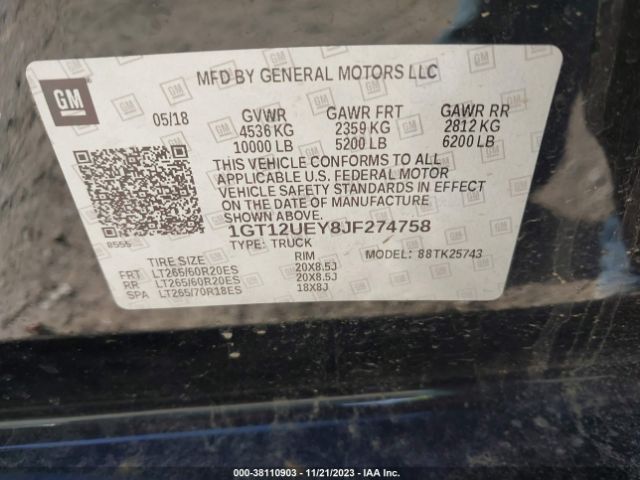 GM
MFD BY GENERAL MOTORS LLC
05/18 GVWR GAWR FRT GAWR RR
4536 KG 2359 KG 2812 KG
10000 LB 5200 LB 6200 LB
THIS VEHICLE CONFORMS TO ALL
APPLICABLE U.S. FEDERAL MOTOR
VEHICLE SAFETY STANDARDS IN EFFECT
ON THE DATE OF MANUFACTURE
SHOWN ABOVE.
8555
1GT12UEY8JF274758
TYPE: TRUCK MODEL: 88TK25743
TIRE SIZE RIM
FRT LT265/60R20ES 20X8.5J
RR LT265/60R20ES 20X8.5J
SPA LT265/70R18ES 18X8J
000-38110903 - 11/21/2023 - IAA Inc.